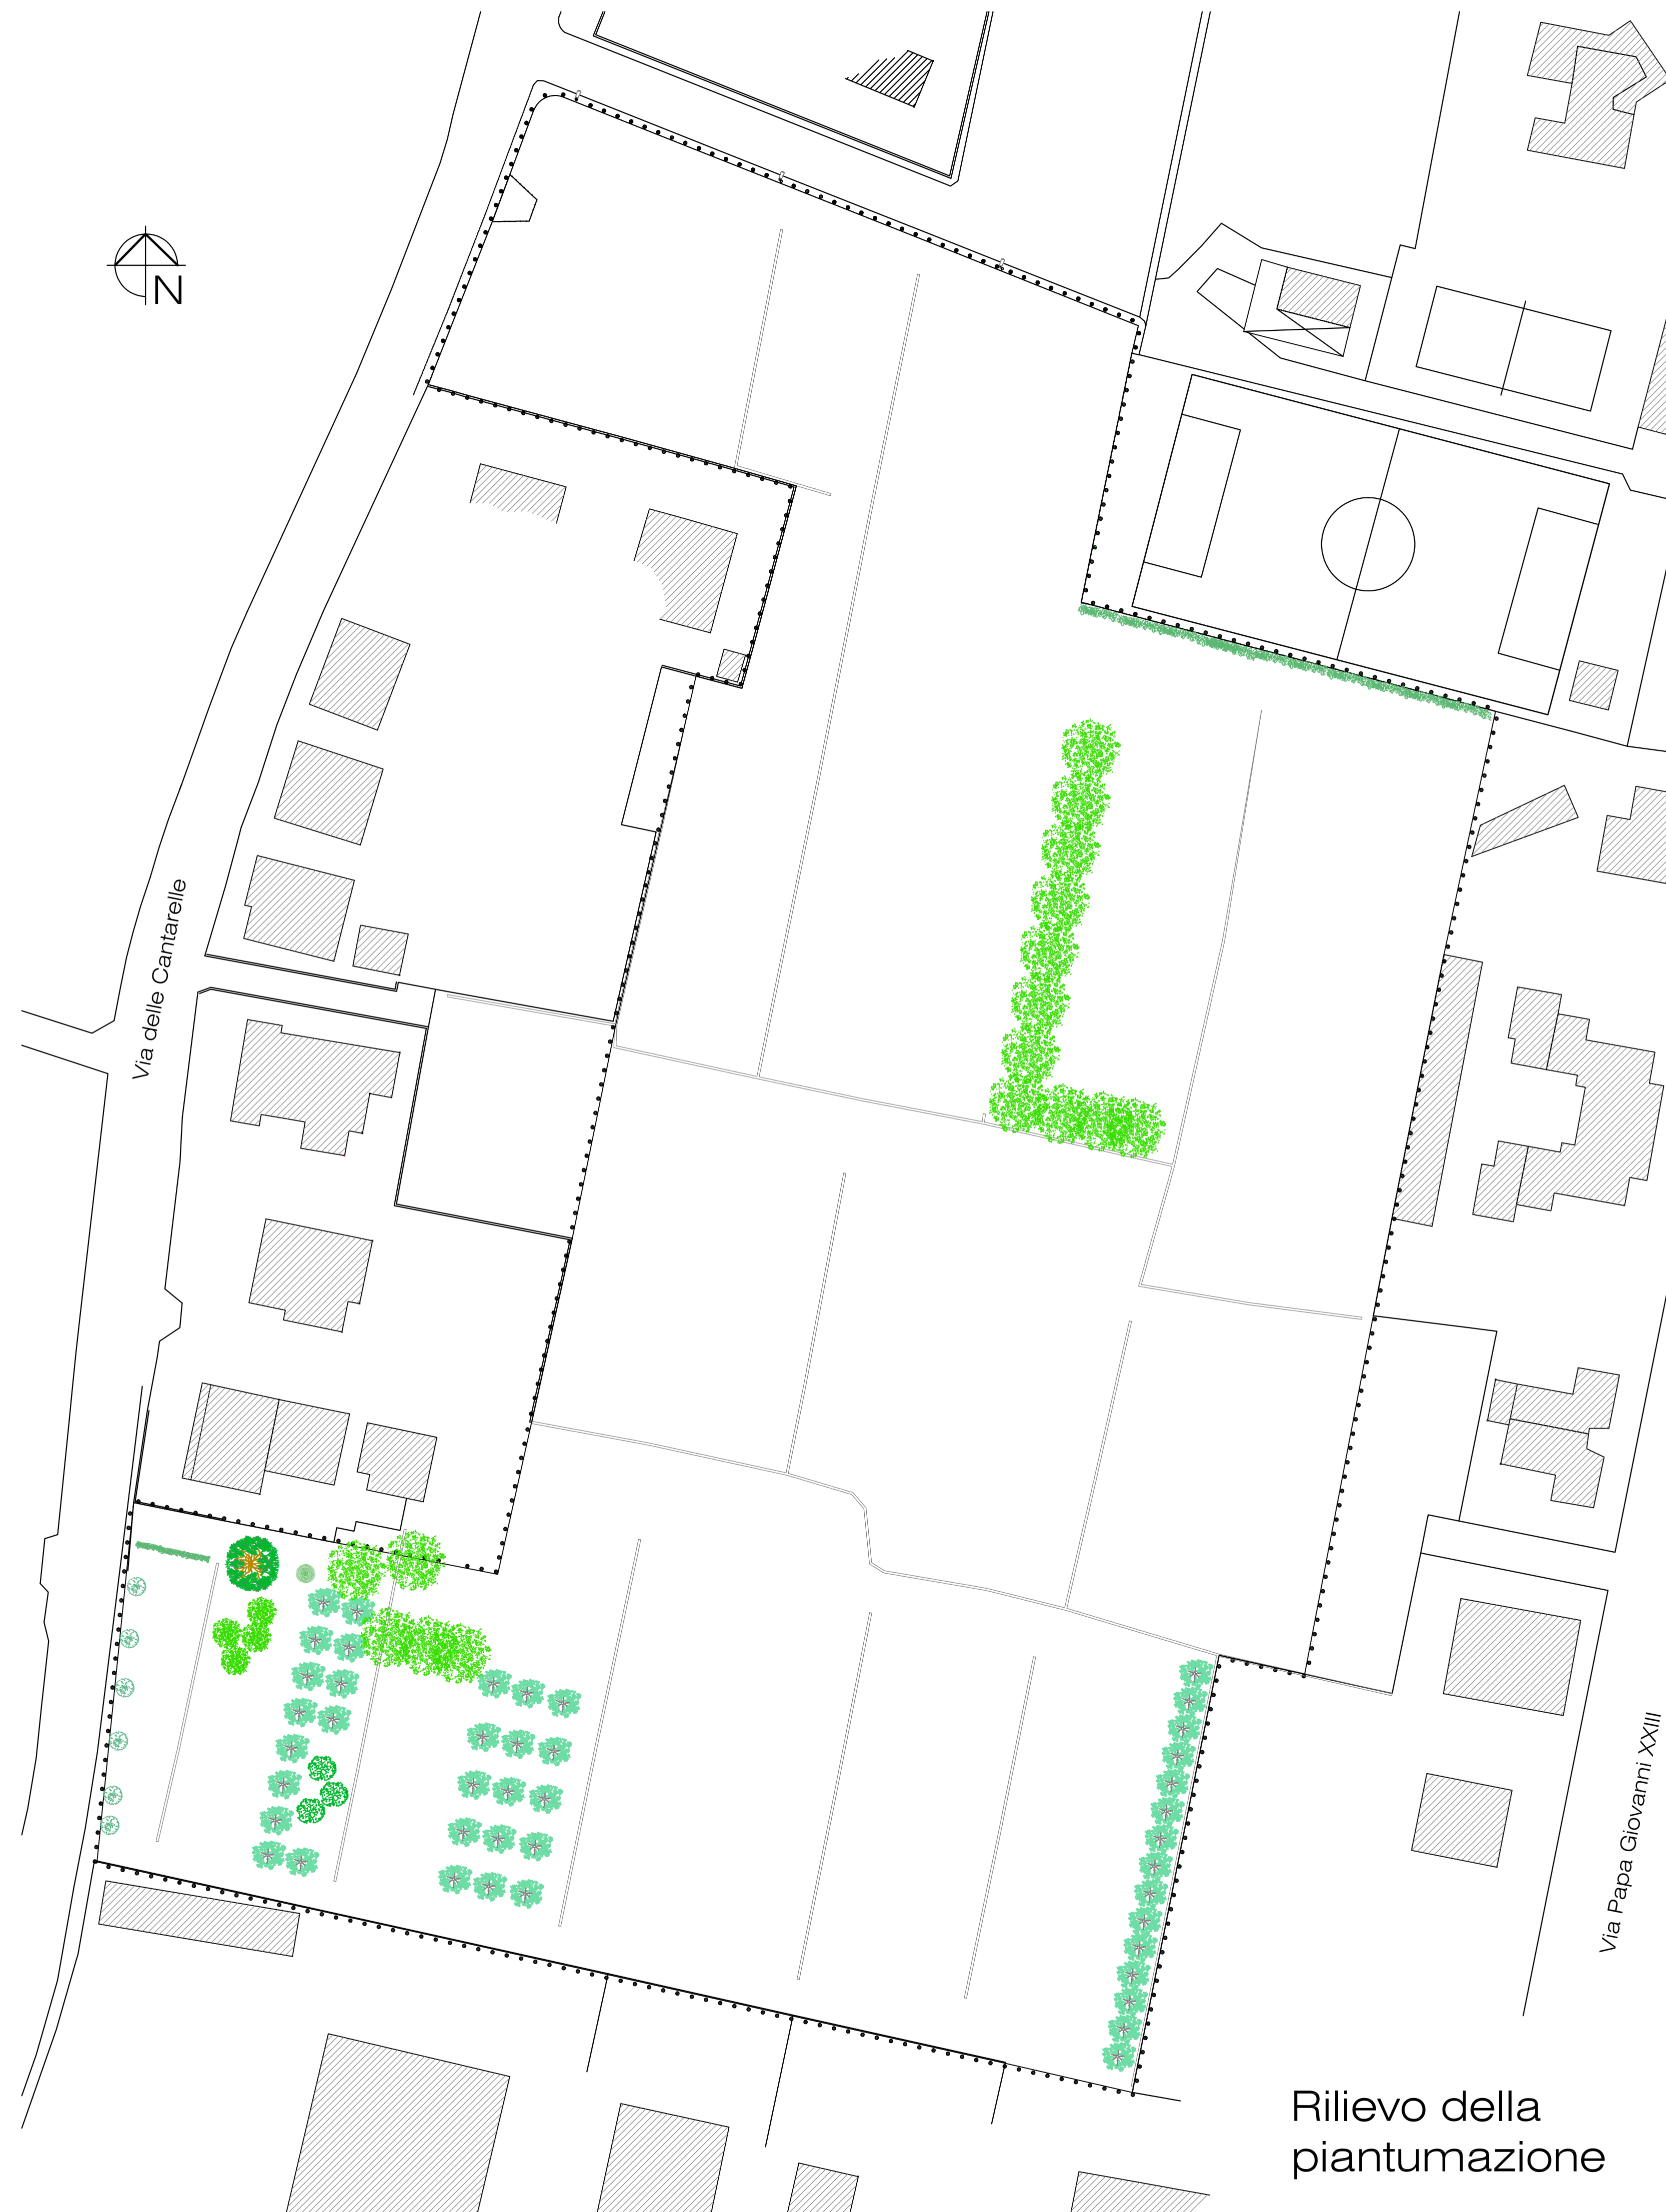 N
Via delle Cantarelle
Via Papa Giovanni XXIII
Rilievo della
piantumazione